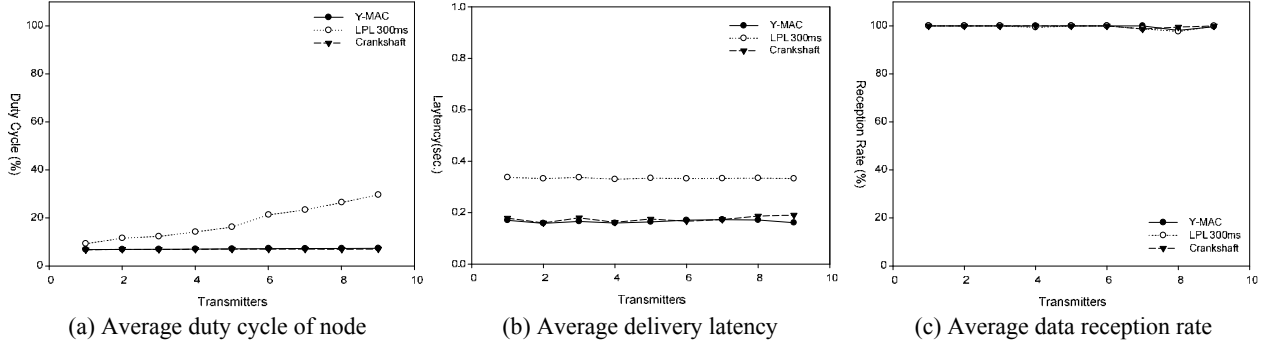 Y-MAC
LPL 300ms
Crankshaft
100
80
60
40
20
0
Duty Cycle (%)
0 2 4 6 8 10
Transmitters
(a) Average duty cycle of node
Y-MAC
LPL 300ms
Crankshaft
1.0
0.8
0.6
0.4
0.2
0.0
Laytency(sec.)
0 2 4 6 8 10
Transmitters
(b) Average delivery latency
100
80
60
40
20
0
Reception Rate (%)
Y-MAC
LPL 300ms
Crankshaft
0 2 4 6 8 10
Transmitters
(c) Average data reception rate